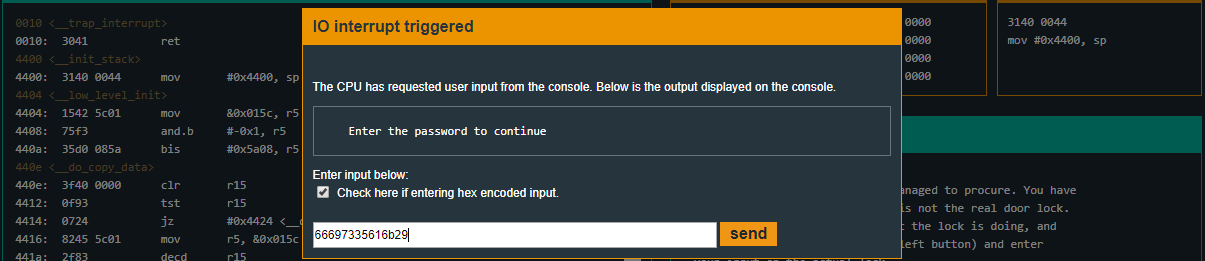 0010 <__trap_interrupt>
0010: 3041 ret
4400 <__init_stack>
4400: 3140 0044 mov #0x4400, sp
4404 <__low_level_init>
4404: 1542 5c01 mov &0x015c, r5
4408: 75f3 and.b #-0x1, r5
440a: 35d0 085a bis #0x5a08, r5
440e <__do_copy_data>
440e: 3f40 0000 clr r15
4412: 0f93 tst r15
4414: 0724 jz #0x4424 <__
4416: 8245 5c01 mov r5, &0x015c
441a: 2f83 decd r15
IO interrupt triggered
The CPU has requested user input from the console. Below is the output displayed on the console.
Enter the password to continue
Enter input below:
Check here if entering hex encoded input.
66697335616b29
send
0000
0000
0000
0000
3140 0044
mov #0x4400, sp
naged to procure. You have
is not the real door lock.
t the lock is doing, and
left button) and enter